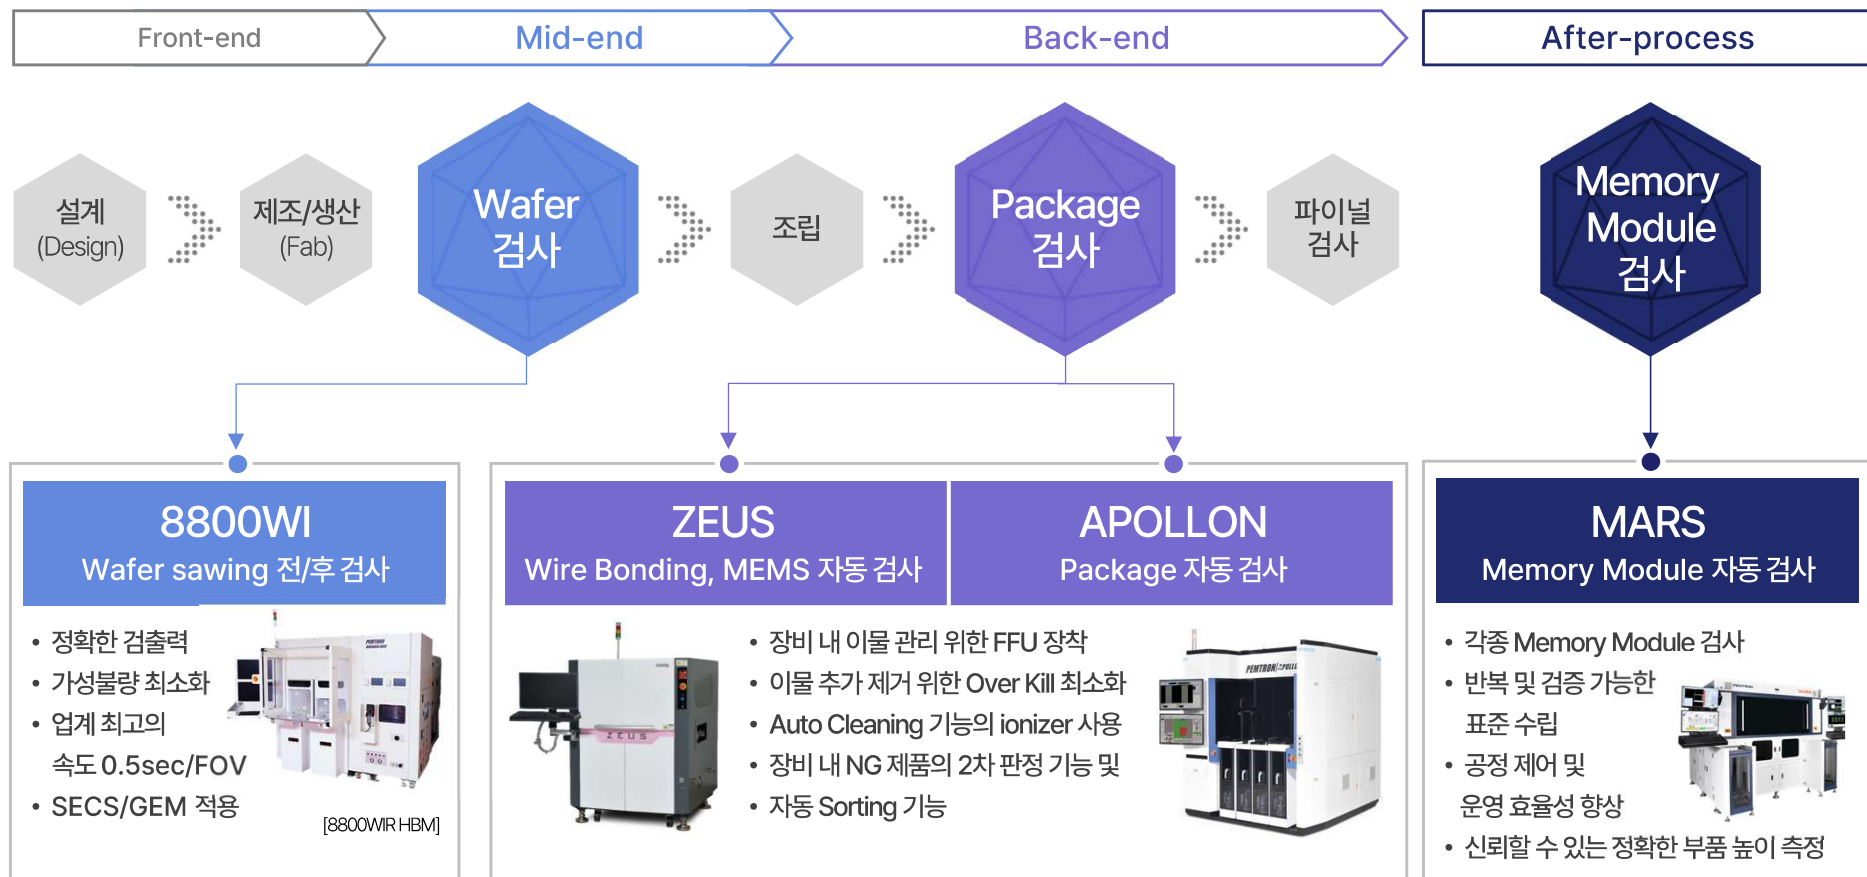 Front-end
Mid-end
Back-end
After-process
설계
(Design)
제조/생산
(Fab)
Wafer
검사
조립
Package
검사
파이널
검사
Memory
Module
검사
8800WI
Wafer sawing 전/후 검사
• 정확한 검출력
• 가성불량 최소화
• 업계 최고의
속도 0.5sec/FOV
• SECS/GEM 적용
PEMTRON
[8800WIR HBM]
ZEUS
Wire Bonding, MEMS 자동 검사
APOLLON
Package 자동 검사
ZEUS
• 장비 내 이물 관리 위한 FFU 장착
• 이물 추가 제거 위한 Over Kill 최소화
• Auto Cleaning 기능의 ionizer 사용
• 장비 내 NG 제품의 2차 판정 기능 및
• 자동 Sorting 기능
PEMTRON
MARS
Memory Module 자동 검사
• 각종 Memory Module 검사
• 반복 및 검증 가능한
표준 수립
• 공정 제어 및
운영 효율성 향상
• 신뢰할 수 있는 정확한 부품 높이 측정
PEMTRON